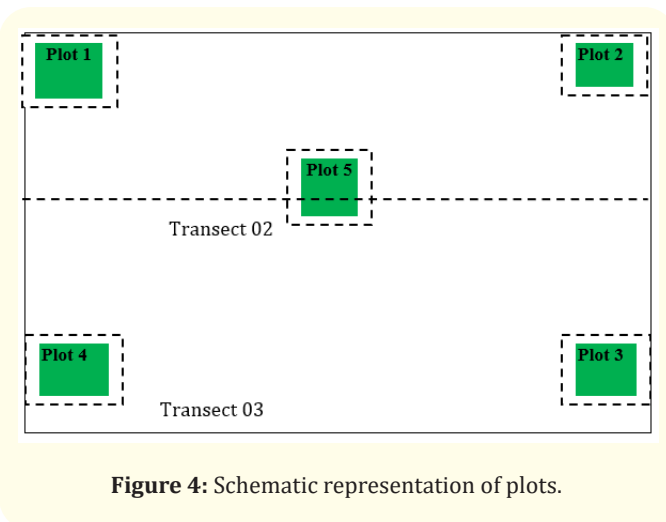 Plot 1
Plot 2
Plot 5
Transect 02
Plot 4
Plot 3
Transect 03
Figure 4: Schematic representation of plots.